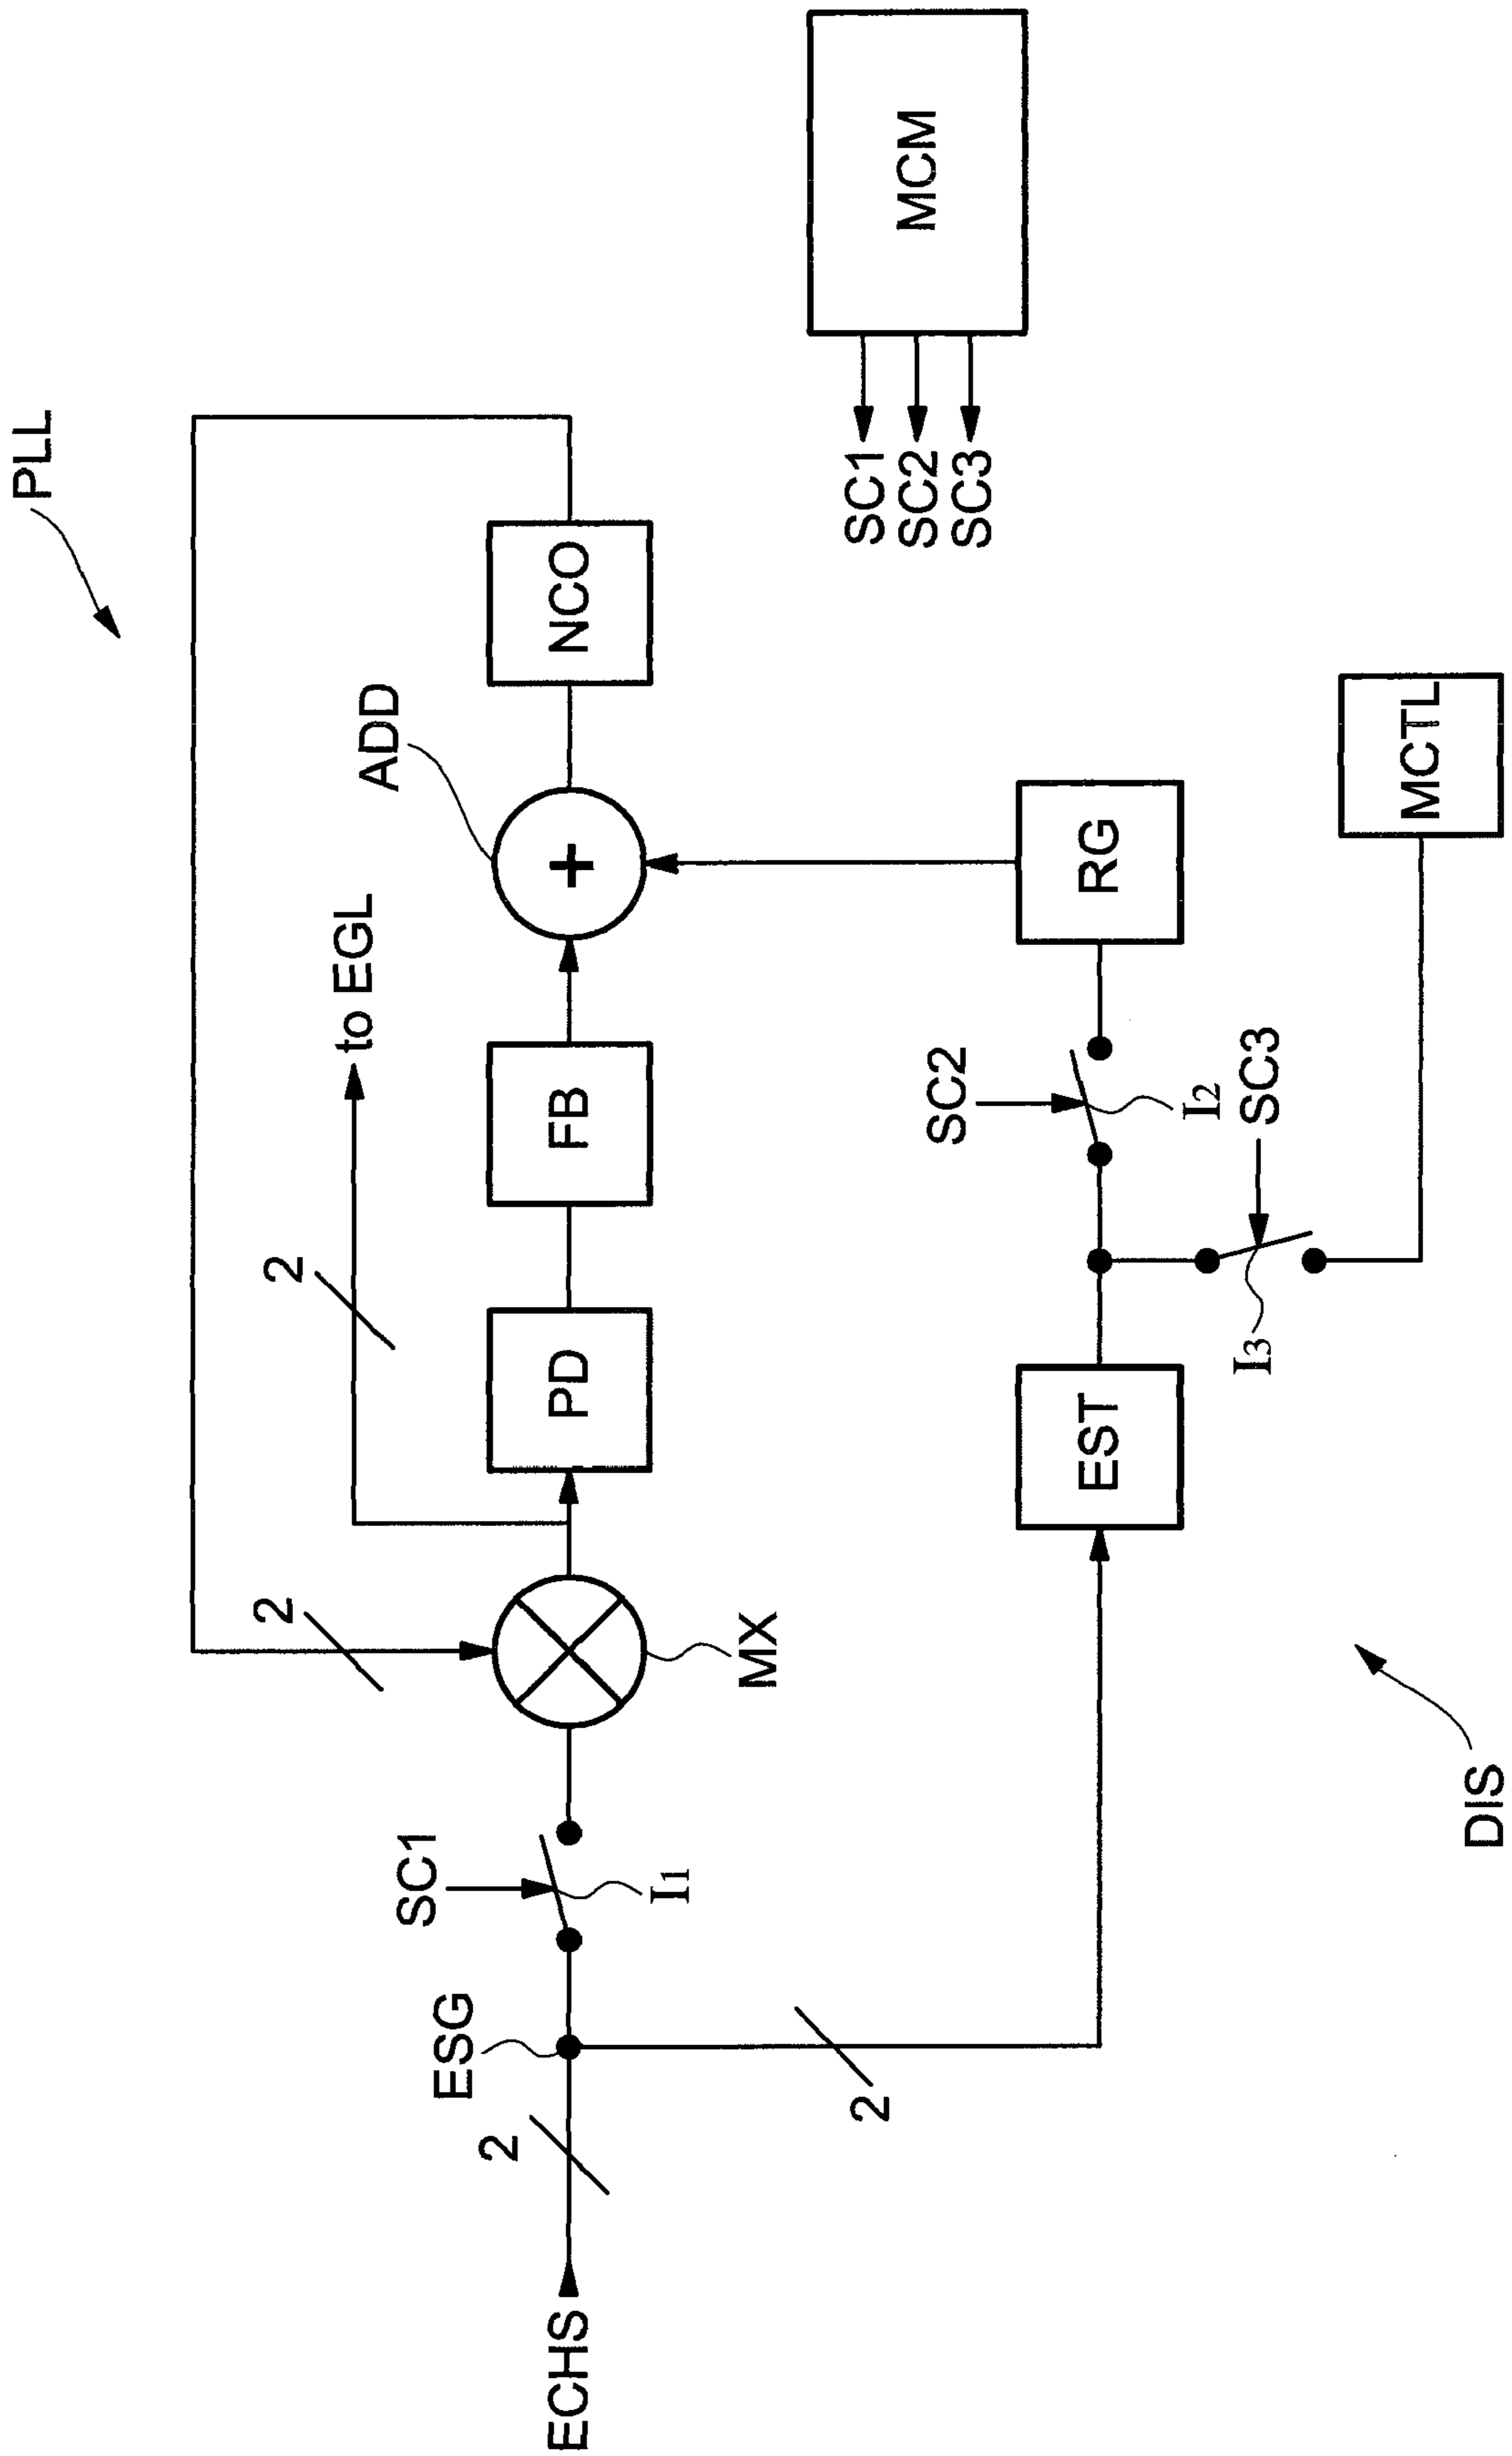 PLL
2
2
to EGL
ADD
SC1
ESG
2
ECHS
PD
FB
+
NCO
I1
MX
2
SC1
SC2
SC3
MCM
SC2
EST
RG
I2
I3
SC3
MCTL
DIS